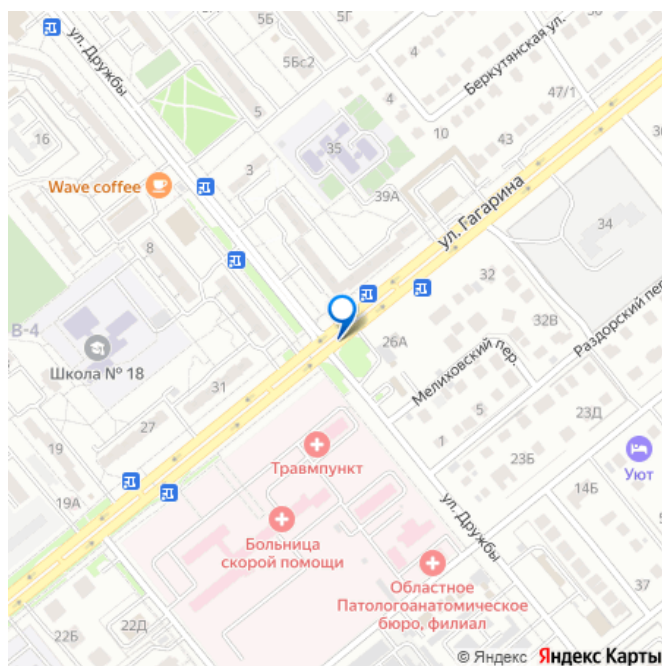 5Б
5Г
ул. Дружбы
5Бс2
4
Беркутянская ул.
16
5
4
47/1
10
43
35
3
Wave coffee
39А
ул. Гагарина
34
8
32
В-4
26А
32В
Раздорский пер
Школа № 18
31
Мелиховский пер.
5
27
1
23Д
19
Травмпункт
23Б
Уют
19А
14Б
ул. Дружбы
Больница
скорой помощи
Областное
Патологоанатомическое
бюро, филиал
37
22Б
22Д
© Яндекс Яндекс Карты